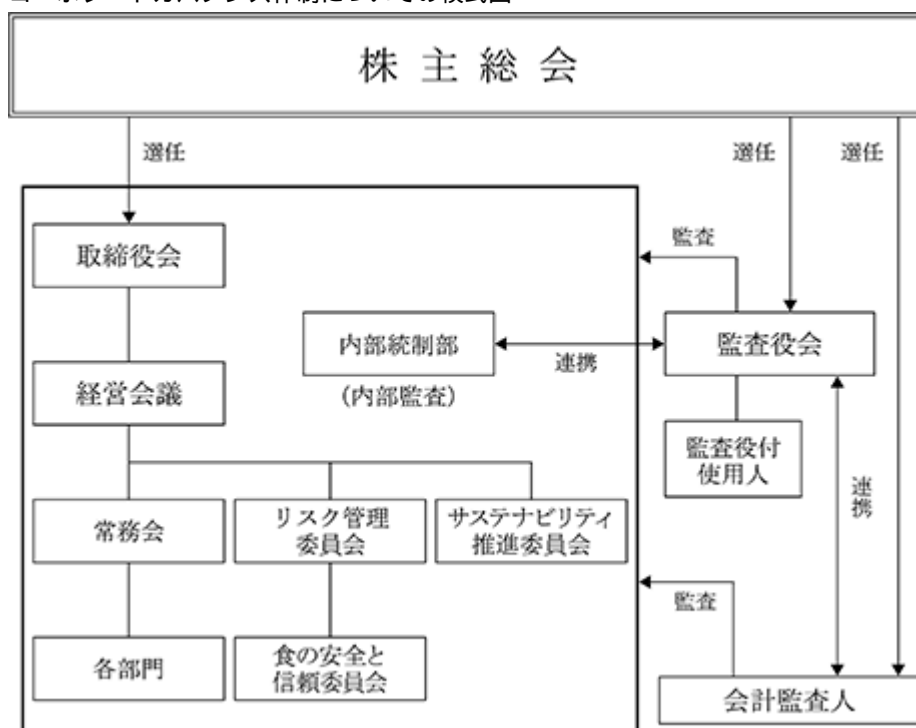 株主総会
選任
選任
選任
取締役会
監査
内部統制部
(内部監査)
連携
監査役会
経営会議
監査役付
使用人
連携
常務会
リスク管理
委員会
サステナビリティ
推進委員会
監査
各部門
食の安全と
信頼委員会
会計監査人